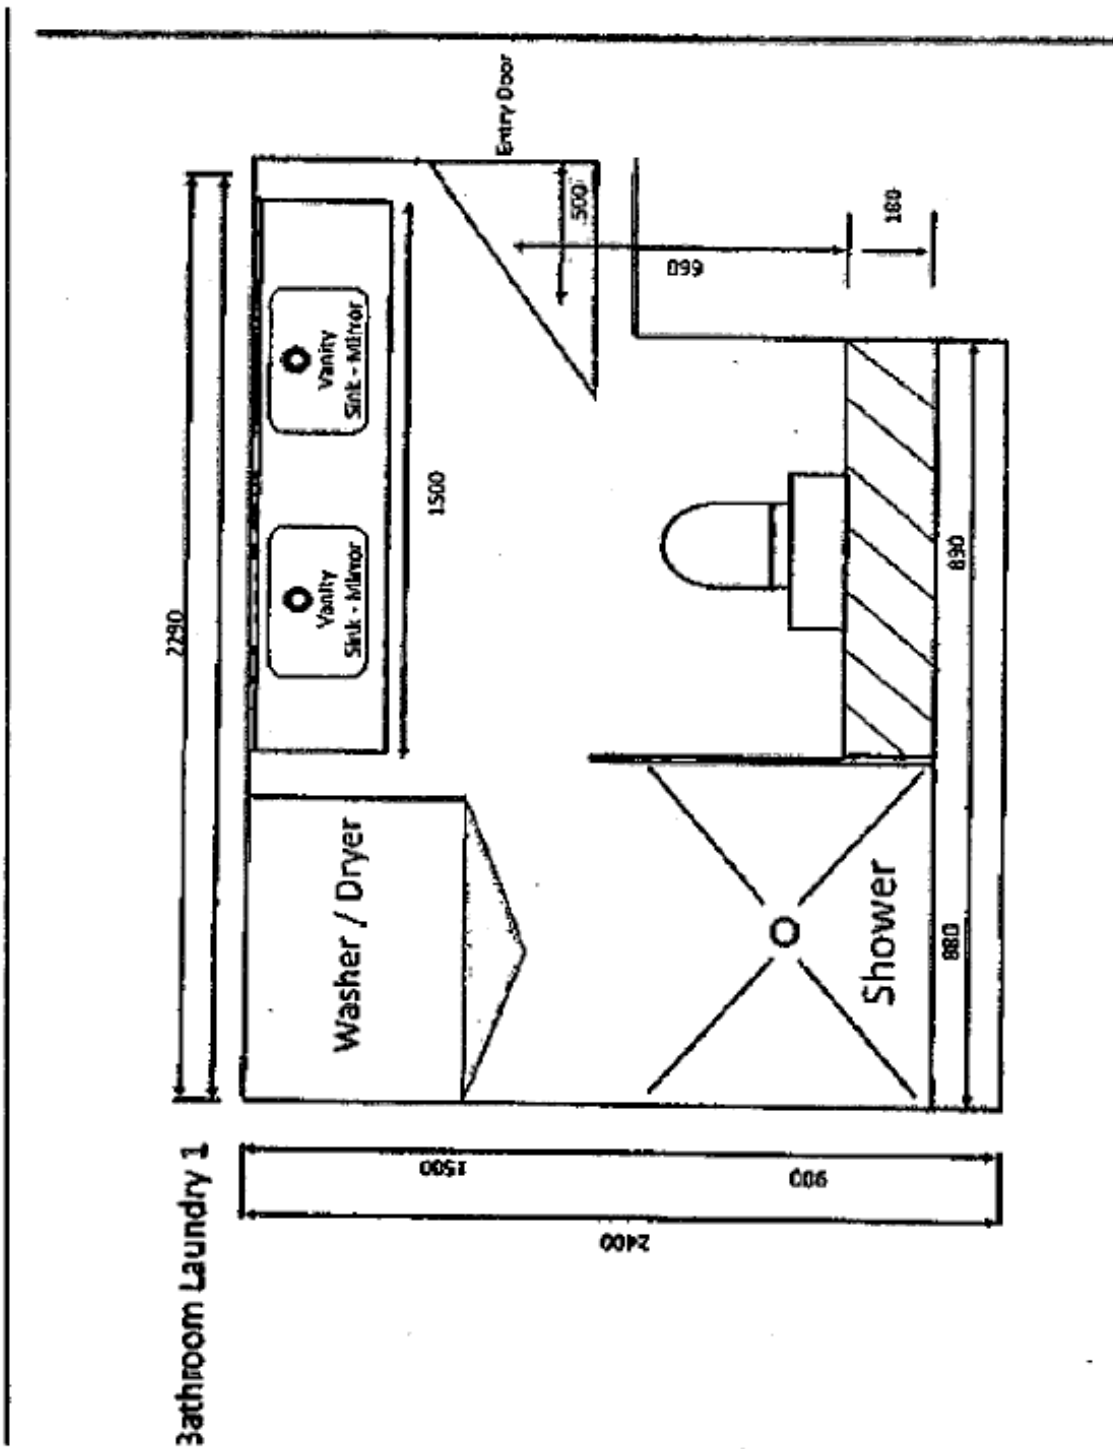 Bathroom Laundry 1
2290
Vanity
Sink - Mirror
Vanity
Sink - Mirror
1500
Washer / Dryer
Entry Door
500
660
180
1500
900
2400
Shower
880
890